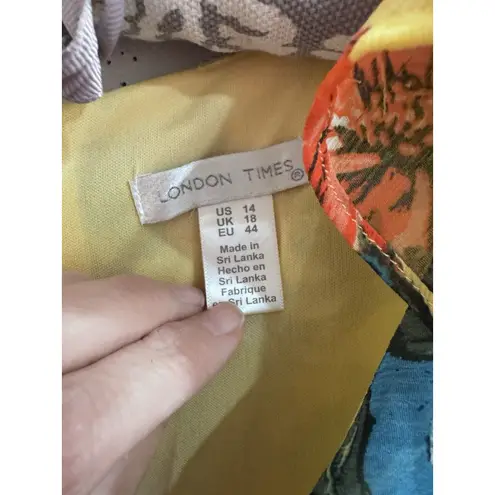 LONDON TIMES®
US 14
UK 18
EU 44
Made in
Sri Lanka
Hecho en
Sri Lanka
Fabrique
en Sri Lanka